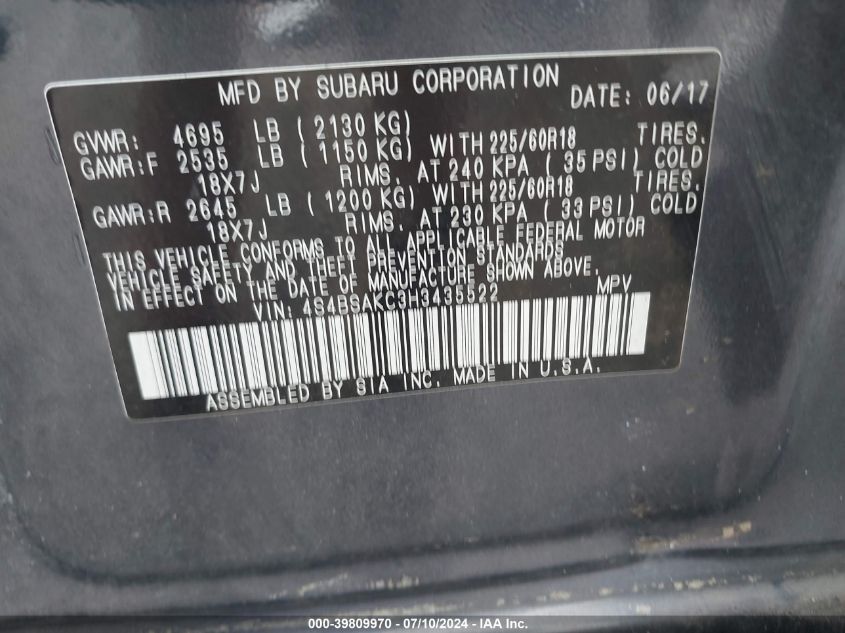 MFD BY SUBARU CORPORATION DATE: 06/17
GVWR: 4695 LB ( 2130 KG)
GAWR:F 2535 LB ( 1150 KG) WITH 225/60R18 TIRES.
18X7J RIMS. AT 240 KPA ( 35 PSI) COLD
GAWR:R 2645 LB ( 1200 KG) WITH 225/60R18 TIRES.
18X7J RIMS. AT 230 KPA ( 33 PSI) COLD
THIS VEHICLE CONFORMS TO ALL APPLICABLE FEDERAL MOTOR
VEHICLE SAFETY AND THEFT PREVENTION STANDARDS
IN EFFECT ON THE DATE OF MANUFACTURE SHOWN ABOVE.
VIN: 4S4BSAKC3H3435522 MPV
ASSEMBLED BY SIA INC. MADE IN U.S.A.
000-39809970 - 07/10/2024 - IAA Inc.